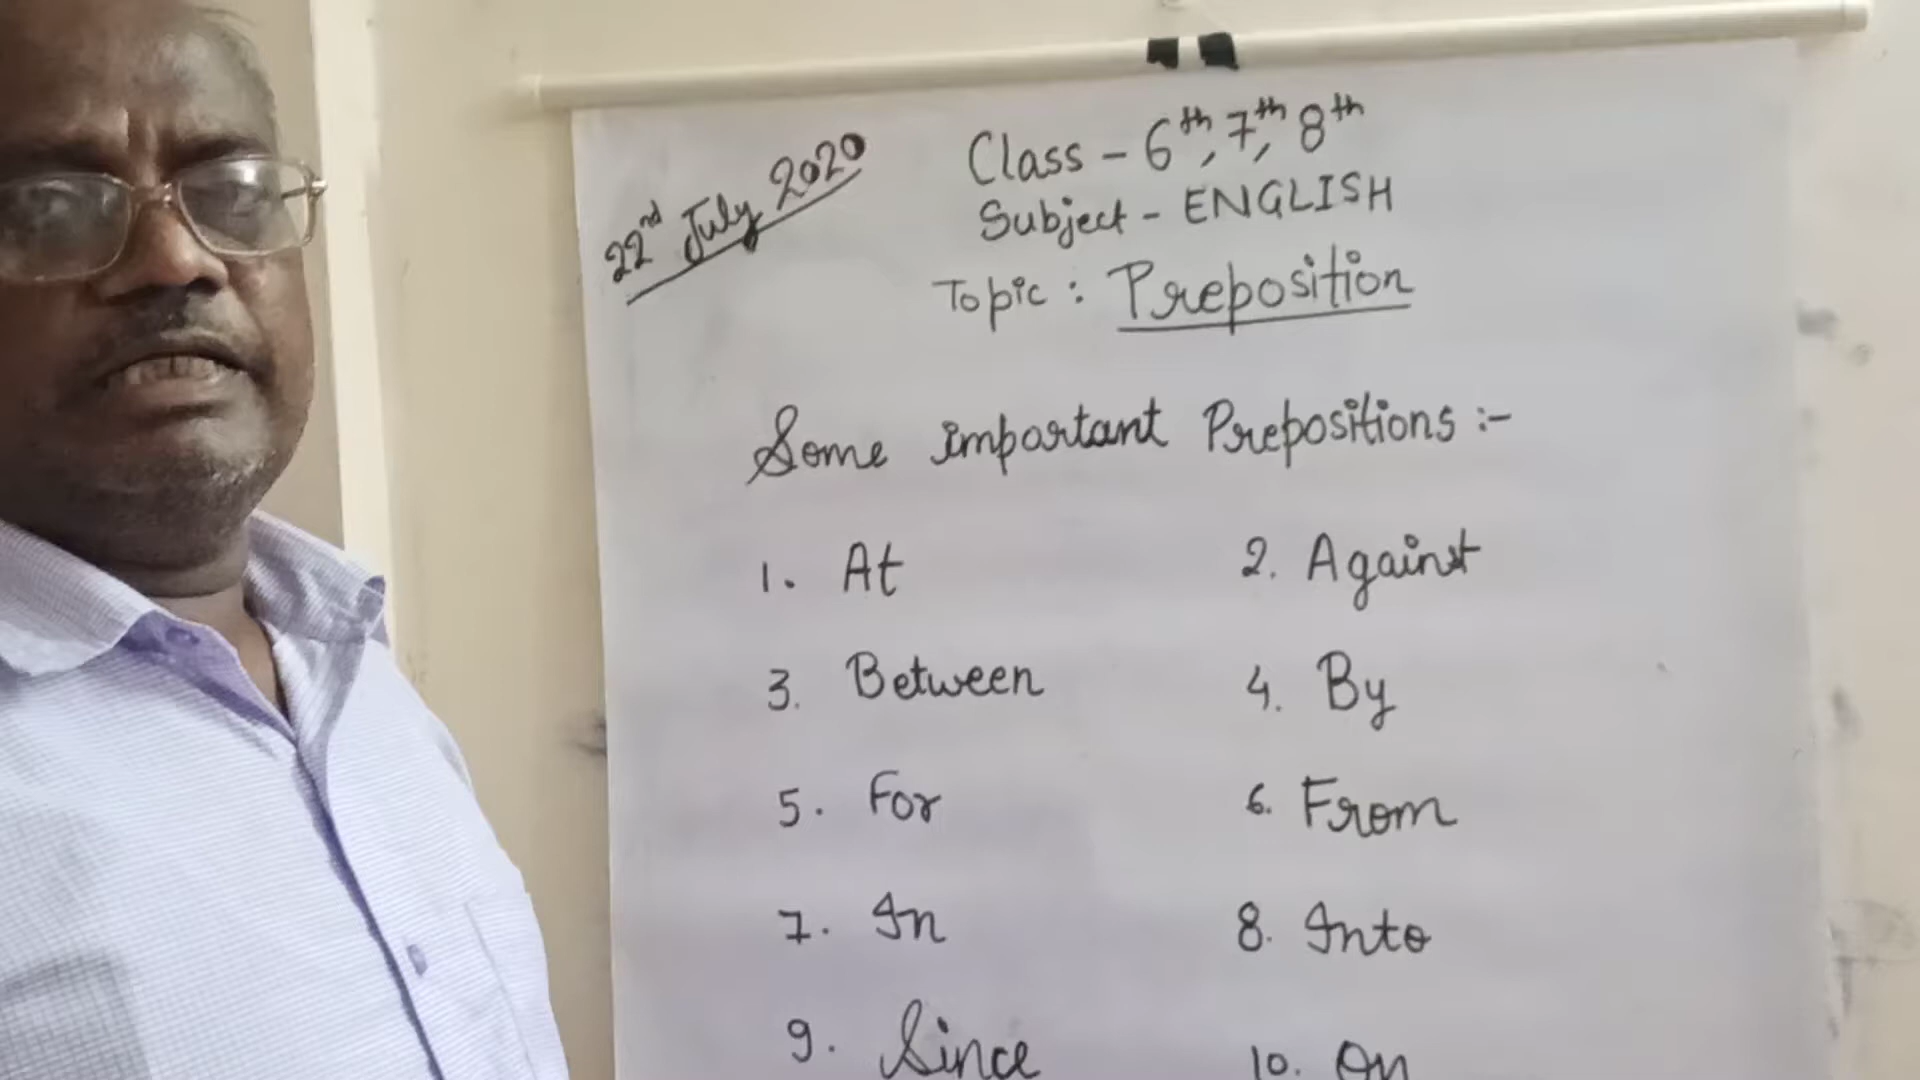 22nd July 2020
Class - 6th, 7th, 8th
Subject - ENGLISH
Topic : Preposition
Some important Prepositions :-
1. At 2. Against
3. Between 4. By
5. For 6. From
7. In 8. Into
9. Since 10. On